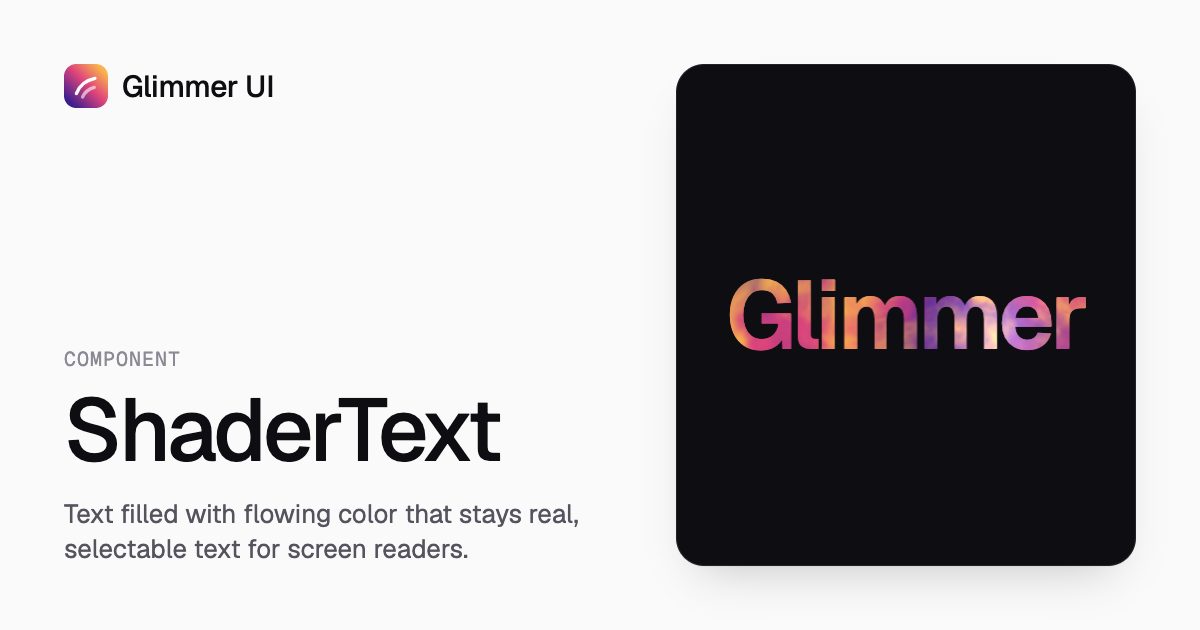 Glimmer UI
COMPONENT
ShaderText
Text filled with flowing color that stays real,
selectable text for screen readers.
Glimmer